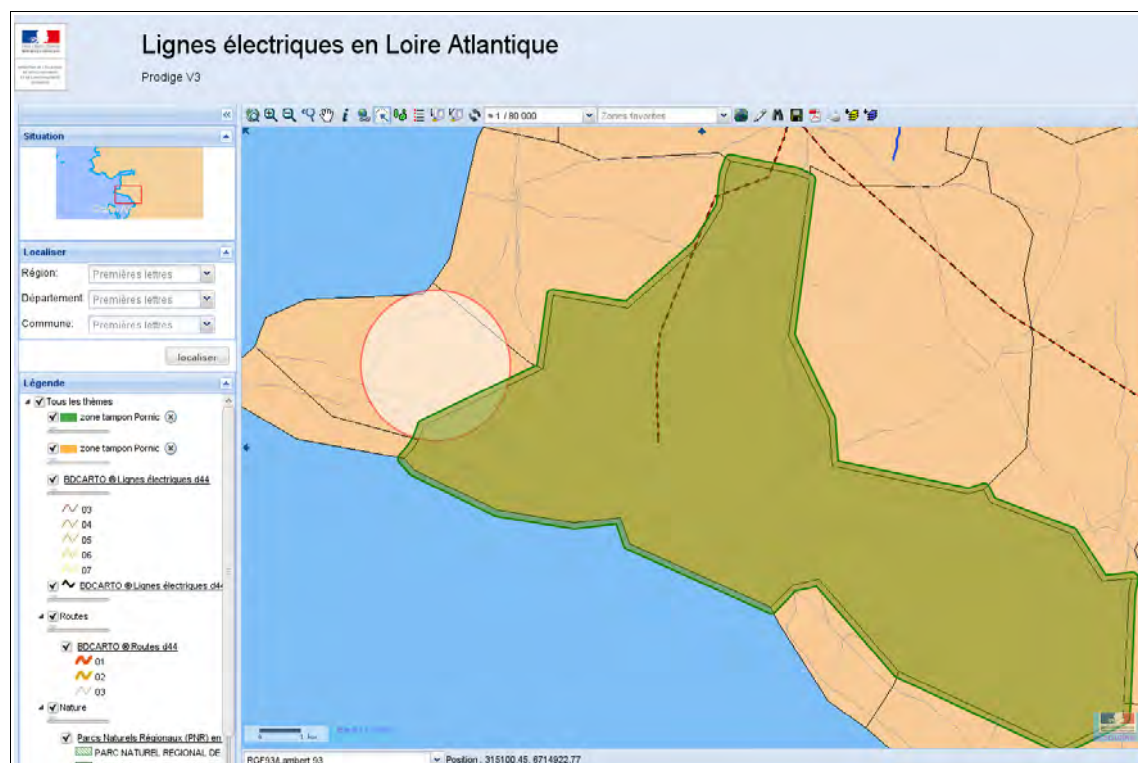 Lignes électriques en Loire Atlantique
Prodige V3
1 / 80 000
Zones favorites
Situation
Localiser
Région:
Premières lettres
Département
Premières lettres
Commune:
Premières lettres
localiser
Légende
Tous les thèmes
zone tampon Pornic
zone tampon Pornic
BDCARTO ® Lignes électriques d44
03
04
05
06
07
BDCARTO ® Lignes électriques d44
Routes
BDCARTO ® Routes d44
01
02
03
Nature
Parcs Naturels Régionaux (PNR) en
PARC NATUREL REGIONAL DE
1 km
RGF93/Lambert 93
Position : 315100.45, 6714922.77